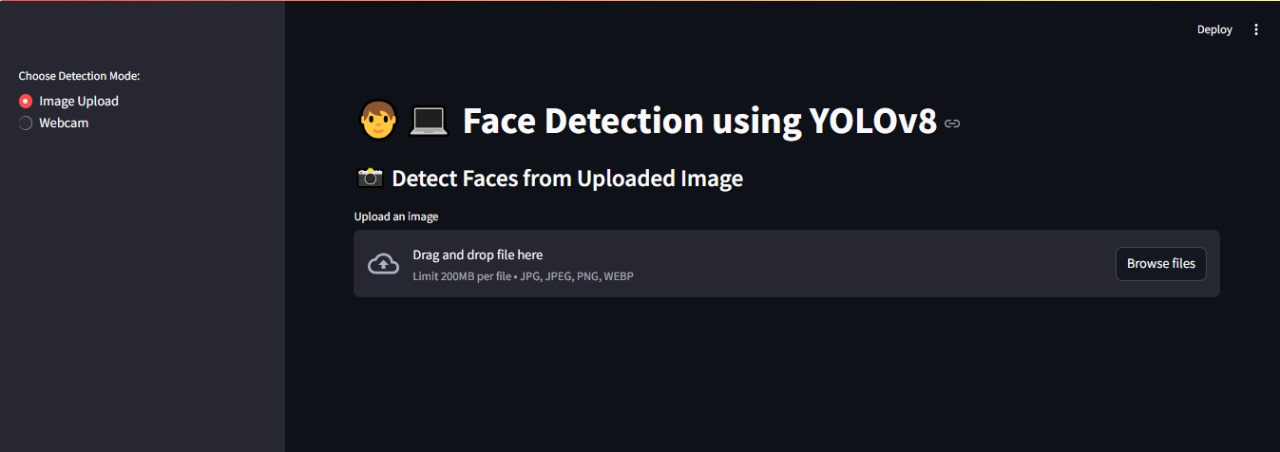 Deploy
Choose Detection Mode:
Image Upload
Webcam
Face Detection using YOLOv8
Detect Faces from Uploaded Image
Upload an image
Drag and drop file here
Limit 200MB per file • JPG, JPEG, PNG, WEBP
Browse files